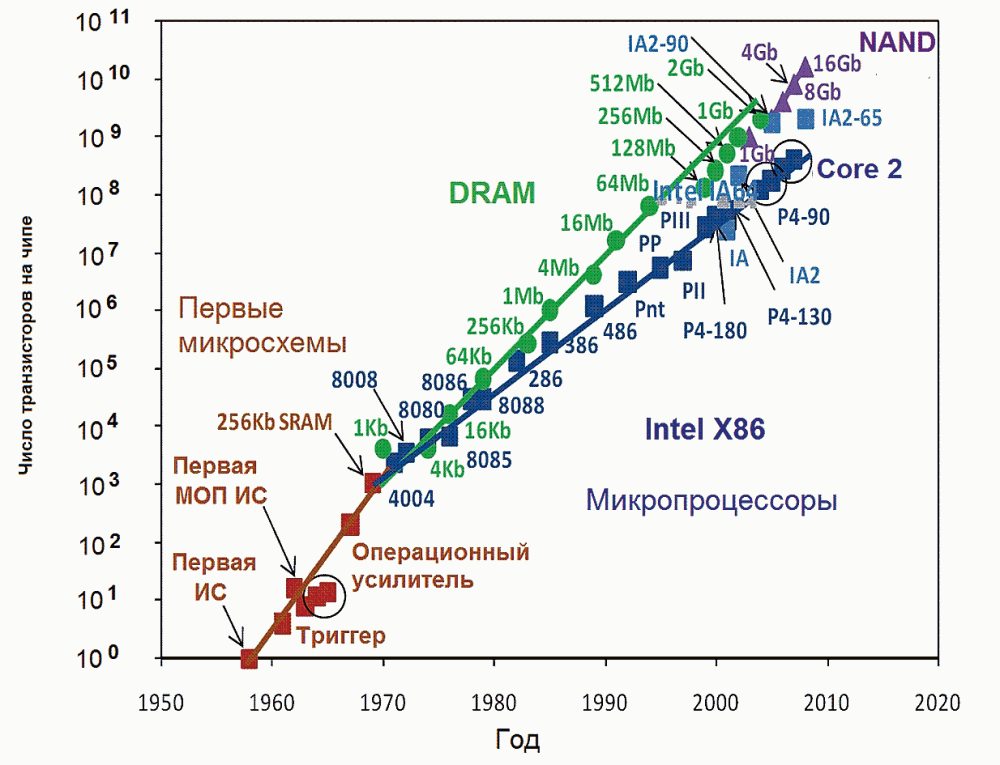 10 11
10 10
10 9
10 8
10 7
10 6
10 5
10 4
10 3
10 2
10 1
10 0
Число транзисторов на чипе
NAND
IA2-90
4Gb
16Gb
2Gb
512Mb
8Gb
1Gb
256Mb
IA2-65
128Mb
1Gb
Core 2
64Mb
Intel IA64
DRAM
16Mb
PIII
P4-90
PP
IA
4Mb
IA2
PII
1Mb
Pnt
P4-130
P4-180
Первые
микросхемы
256Kb
486
386
64Kb
8008
8086
286
8088
8080
256Kb SRAM
1Kb
16Kb
Intel X86
8085
4Kb
Первая
МОП ИС
4004
Микропроцессоры
Операционный
усилитель
Первая
ИС
Триггер
1950
1960
1970
1980
1990
2000
2010
2020
Год